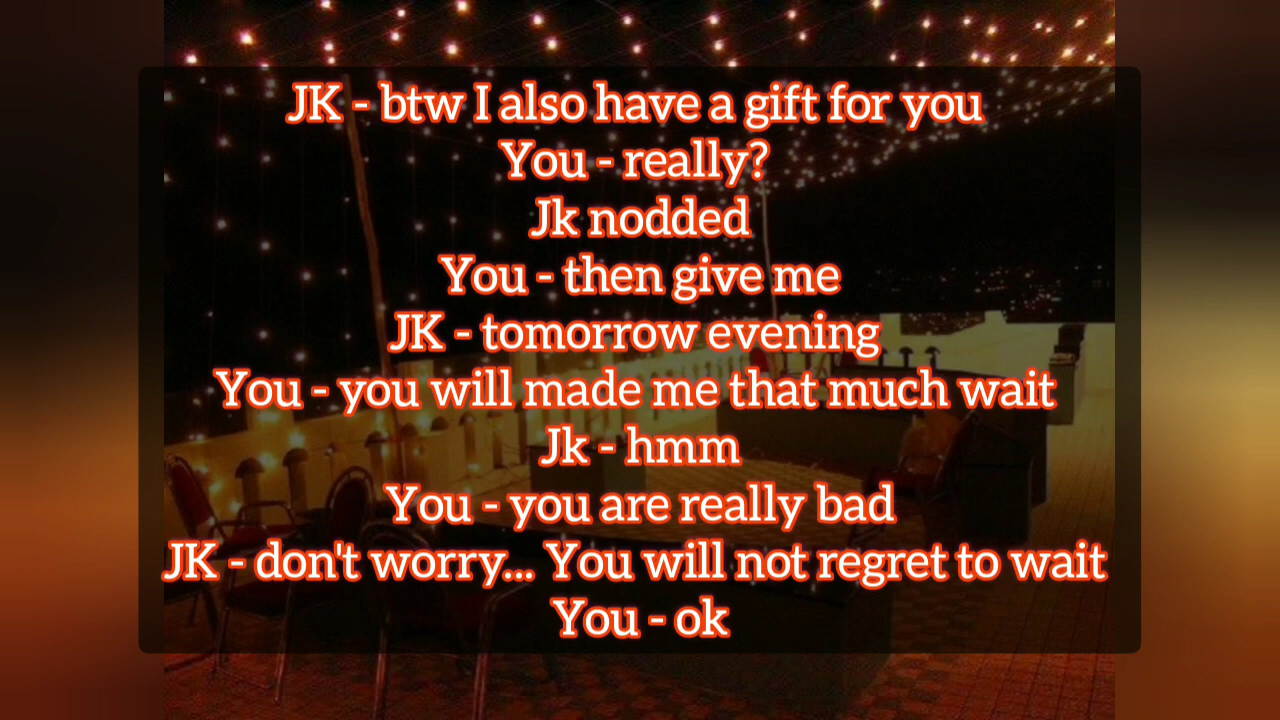 JK - btw I also have a gift for you
You - really?
Jk nodded
You - then give me
JK - tomorrow evening
You - you will made me that much wait
Jk - hmm
You - you are really bad
JK - don't worry... You will not regret to wait
You - ok